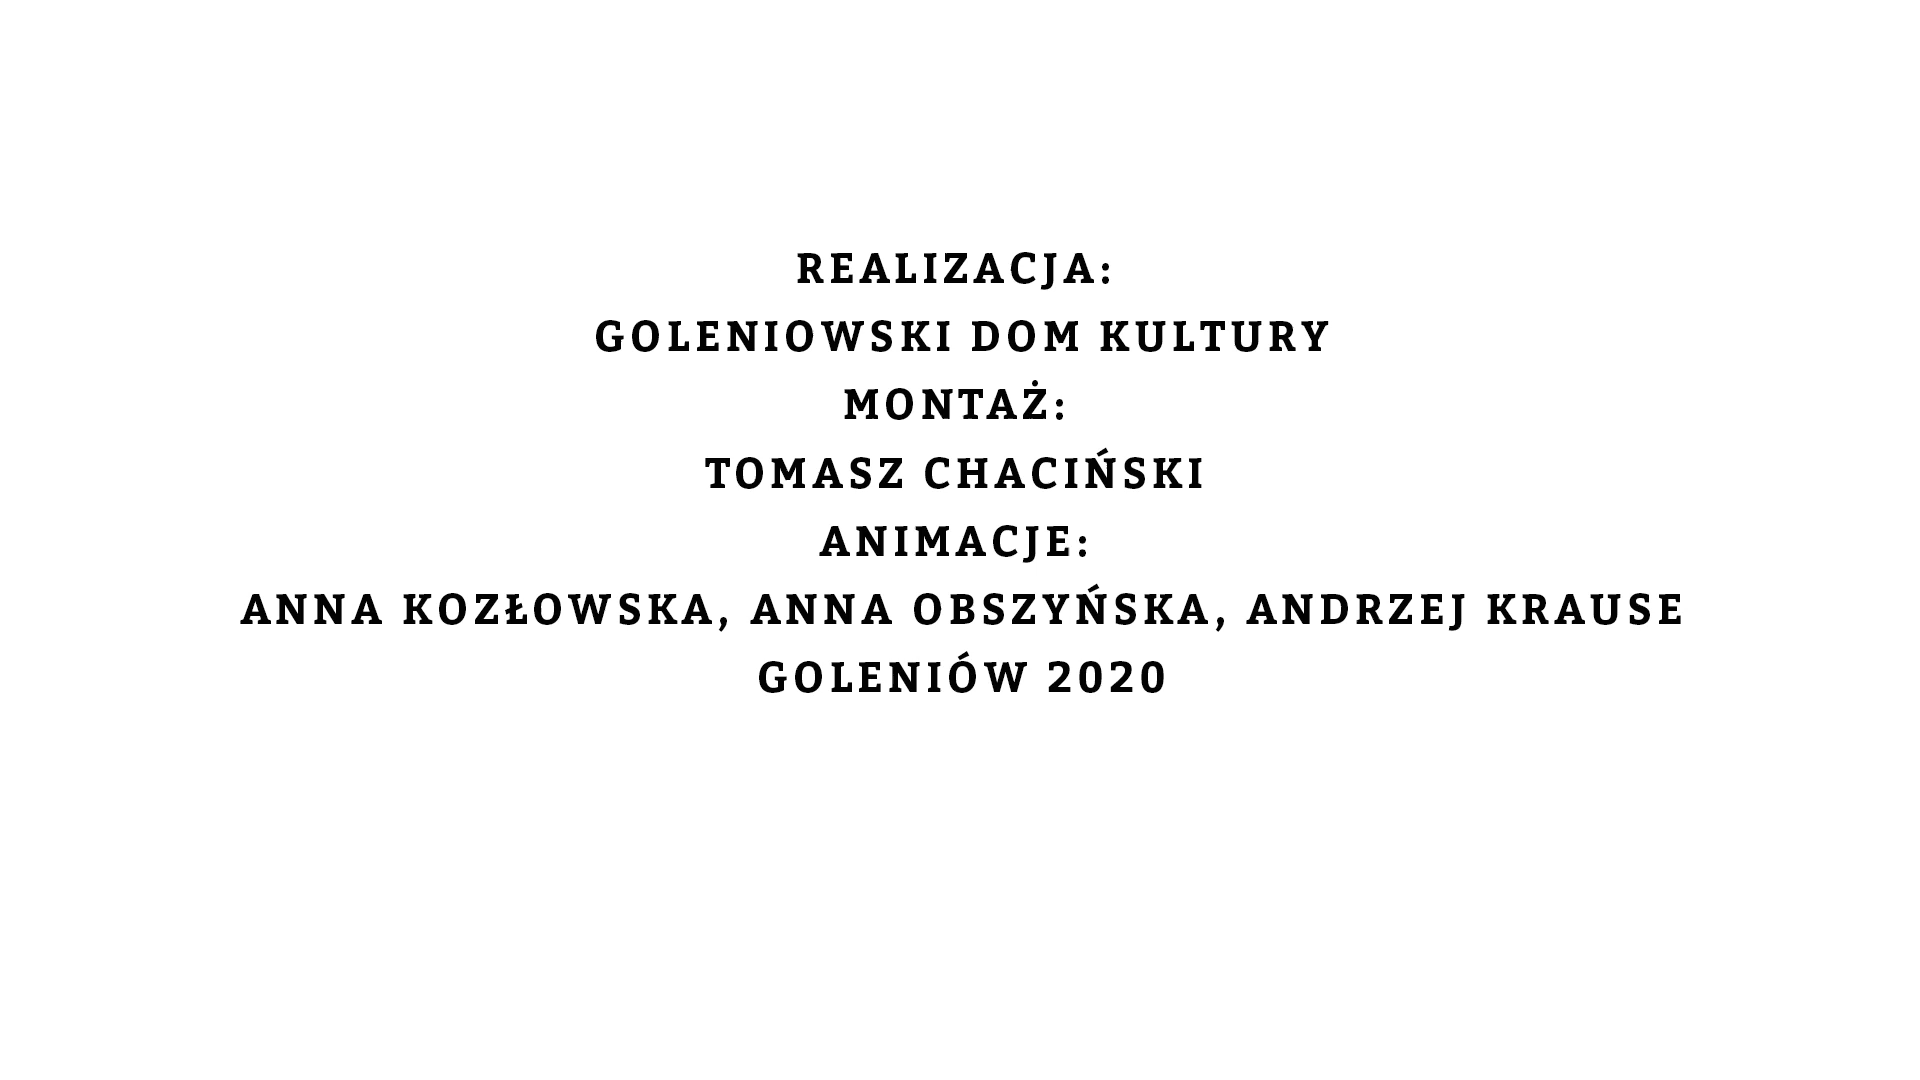 REALIZACJA:
GOLENIOWSKI DOM KULTURY
MONTAŻ:
TOMASZ CHACIŃSKI
ANIMACJE:
ANNA KOZŁOWSKA, ANNA OBSZYŃSKA, ANDRZEJ KRAUSE
GOLENIÓW 2020